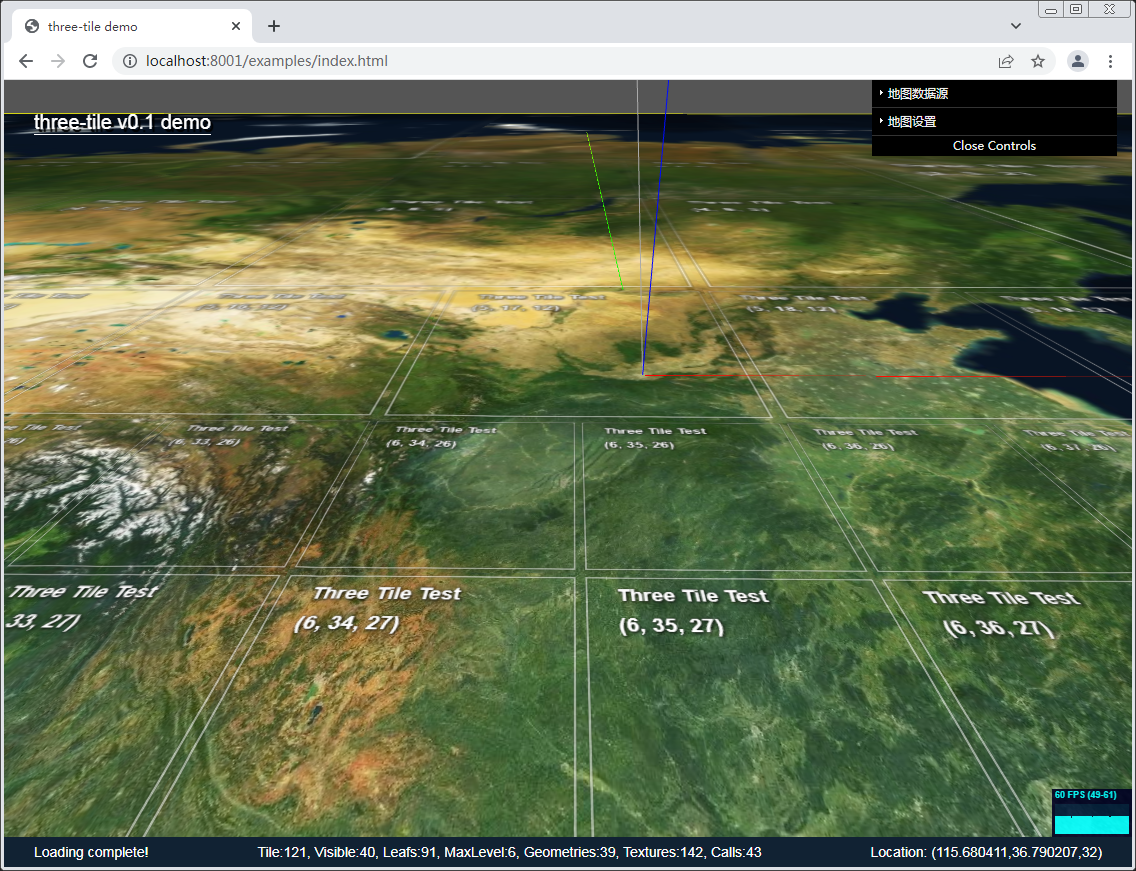 three-tile demo
localhost:8001/examples/index.html
地图数据源
three-tile v0.1 demo
地图设置
Close Controls
Three Tile Test
Three Tile Test
Three Tile Test
(5, 18, 12)
Three Tile Test
Three Tile Test
(6, 33, 26)
Three Tile Test
(6, 34, 26)
Three Tile Test
(6, 35, 26)
Three Tile Test
(6, 36, 26)
Three Tile Test
(6, 37, 26)
Three Tile Test
33, 27)
Three Tile Test
(6, 34, 27)
Three Tile Test
(6, 35, 27)
Three Tile Test
(6, 36, 27)
60 FPS (49-61)
Loading complete!
Tile:121, Visible:40, Leafs:91, MaxLevel:6, Geometries:39, Textures:142, Calls:43
Location: (115.680411,36.790207,32)